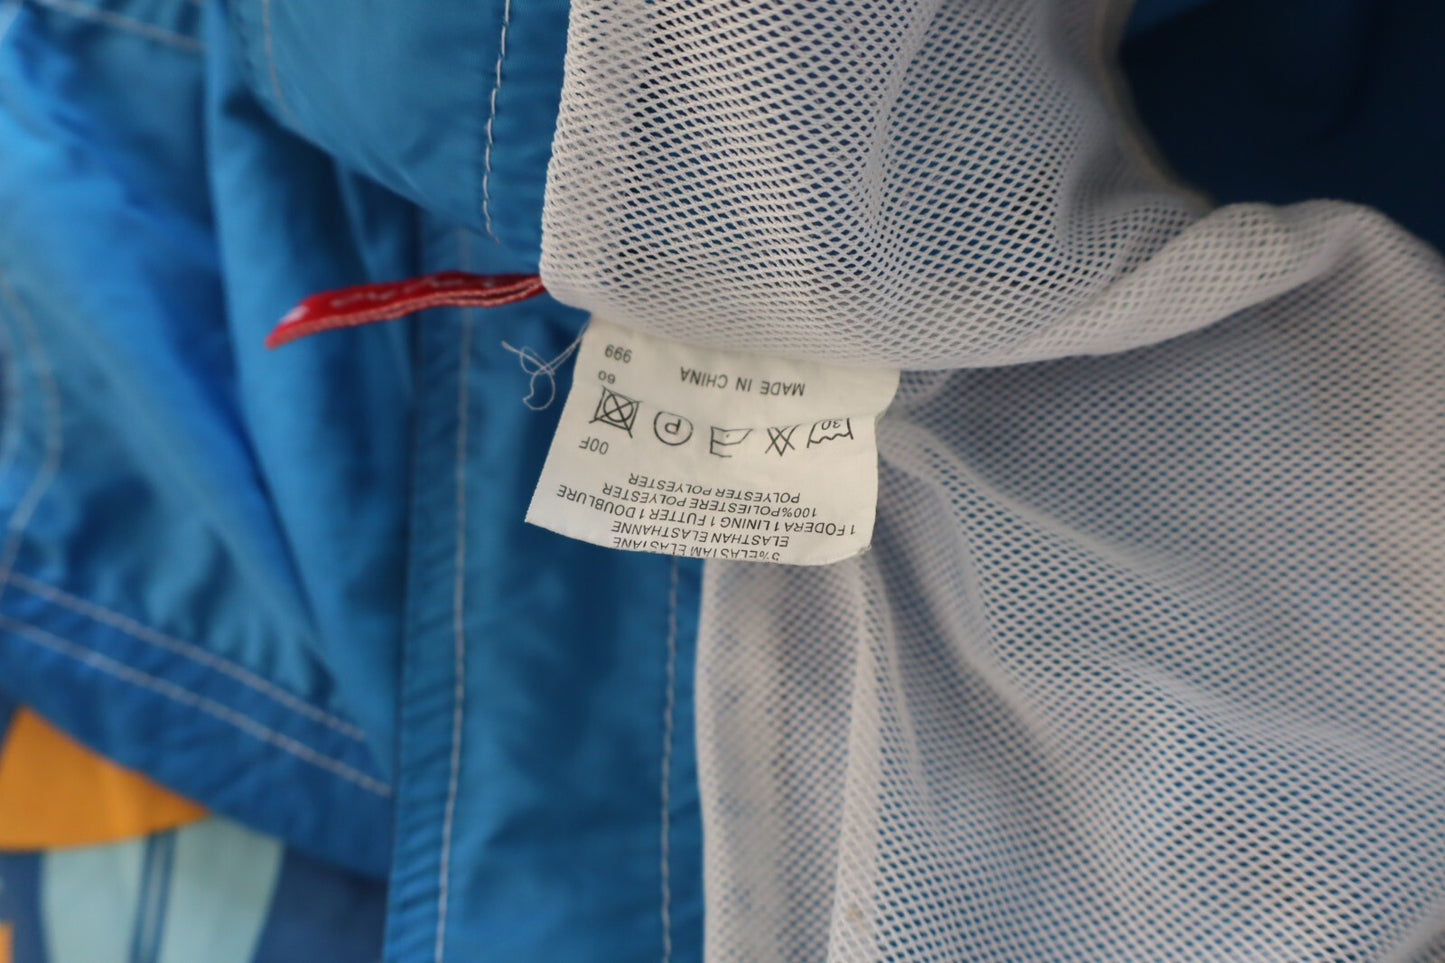 5%ELASTAM ELASTANE
ELASTHAN ELASTHANNE
1 FODERA 1 LINING 1 FUTTER 1 DOUBLURE
100%POLIESTERE POLYESTER
POLYESTER POLYESTER
00F
30 P
60
MADE IN CHINA 999